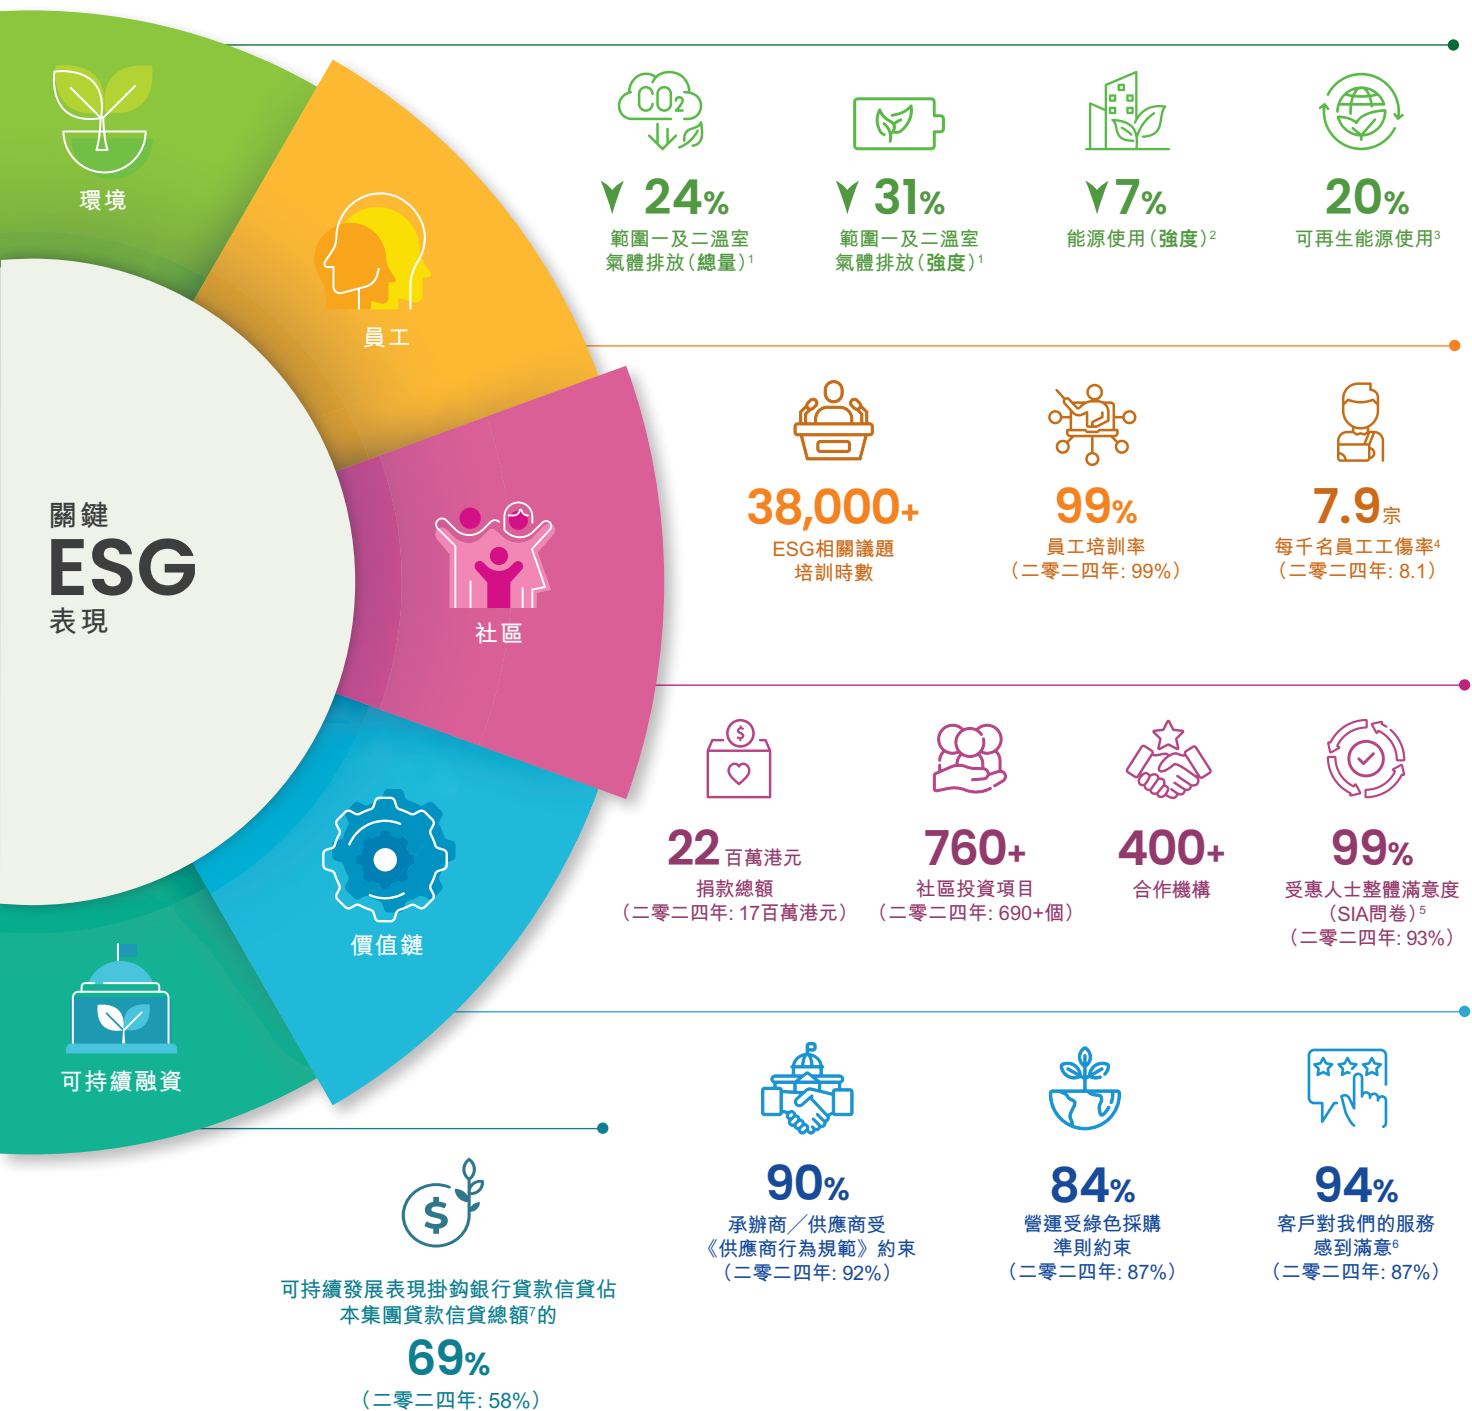 關鍵
ESG
表現
環境
員工
社區
價值鏈
可持續融資
CO2
24%
範圍一及二溫室
氣體排放（總量）1
31%
範圍一及二溫室
氣體排放（強度）1
7%
能源使用（強度）2
20%
可再生能源使用3
38,000+
ESG相關議題
培訓時數
99%
員工培訓率
（二零二四年: 99%）
7.9宗
每千名員工工傷率4
（二零二四年: 8.1）
$
22 百萬港元
捐款總額
（二零二四年: 17百萬港元）
760+
社區投資項目
（二零二四年: 690+個）
400+
合作機構
99%
受惠人士整體滿意度
（SIA問卷）5
（二零二四年: 93%）
90%
承辦商／供應商受
《供應商行為規範》約束
（二零二四年: 92%）
84%
營運受綠色採購
準則約束
（二零二四年: 87%）
94%
客戶對我們的服務
感到滿意6
（二零二四年: 87%）
$
可持續發展表現掛鈎銀行貸款信貸佔
本集團貸款信貸總額7的
69%
（二零二四年: 58%）